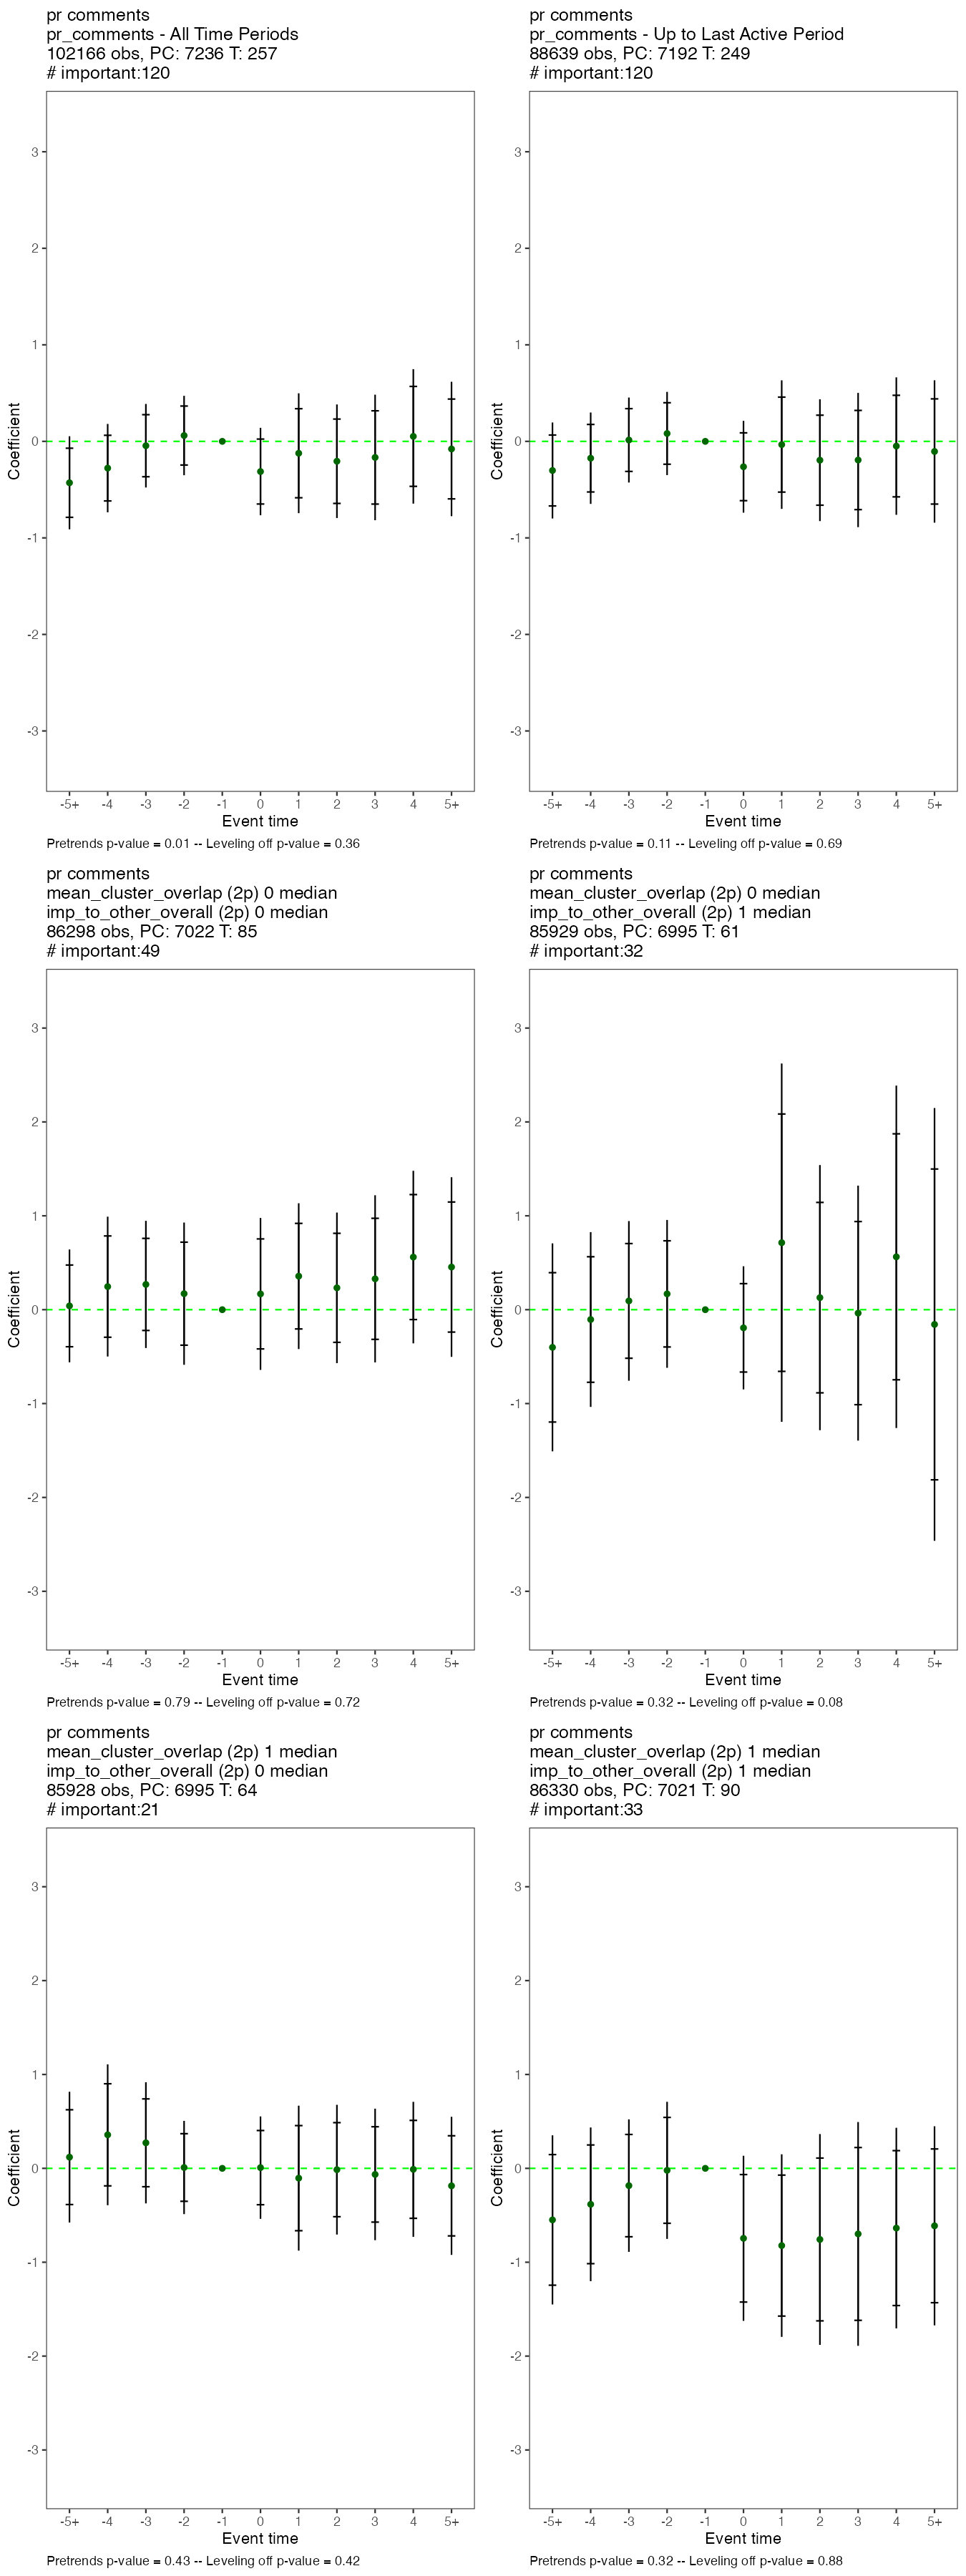 pr comments
pr_comments - All Time Periods
102166 obs, PC: 7236 T: 257
# important:120
3
2
1
0
-1
-2
-3
Coefficient
-5+ -4 -3 -2 -1 0 1 2 3 4 5+
Event time
Pretrends p-value = 0.01 -- Leveling off p-value = 0.36
pr comments
pr_comments - Up to Last Active Period
88639 obs, PC: 7192 T: 249
# important:120
3
2
1
0
-1
-2
-3
Coefficient
-5+ -4 -3 -2 -1 0 1 2 3 4 5+
Event time
Pretrends p-value = 0.11 -- Leveling off p-value = 0.69
pr comments
mean_cluster_overlap (2p) 0 median
imp_to_other_overall (2p) 0 median
86298 obs, PC: 7022 T: 85
# important:49
3
2
1
0
-1
-2
-3
Coefficient
-5+ -4 -3 -2 -1 0 1 2 3 4 5+
Event time
Pretrends p-value = 0.79 -- Leveling off p-value = 0.72
pr comments
mean_cluster_overlap (2p) 0 median
imp_to_other_overall (2p) 1 median
85929 obs, PC: 6995 T: 61
# important:32
3
2
1
0
-1
-2
-3
Coefficient
-5+ -4 -3 -2 -1 0 1 2 3 4 5+
Event time
Pretrends p-value = 0.32 -- Leveling off p-value = 0.08
pr comments
mean_cluster_overlap (2p) 1 median
imp_to_other_overall (2p) 0 median
85928 obs, PC: 6995 T: 64
# important:21
3
2
1
0
-1
-2
-3
Coefficient
-5+ -4 -3 -2 -1 0 1 2 3 4 5+
Event time
Pretrends p-value = 0.43 -- Leveling off p-value = 0.42
pr comments
mean_cluster_overlap (2p) 1 median
imp_to_other_overall (2p) 1 median
86330 obs, PC: 7021 T: 90
# important:33
3
2
1
0
-1
-2
-3
Coefficient
-5+ -4 -3 -2 -1 0 1 2 3 4 5+
Event time
Pretrends p-value = 0.32 -- Leveling off p-value = 0.88